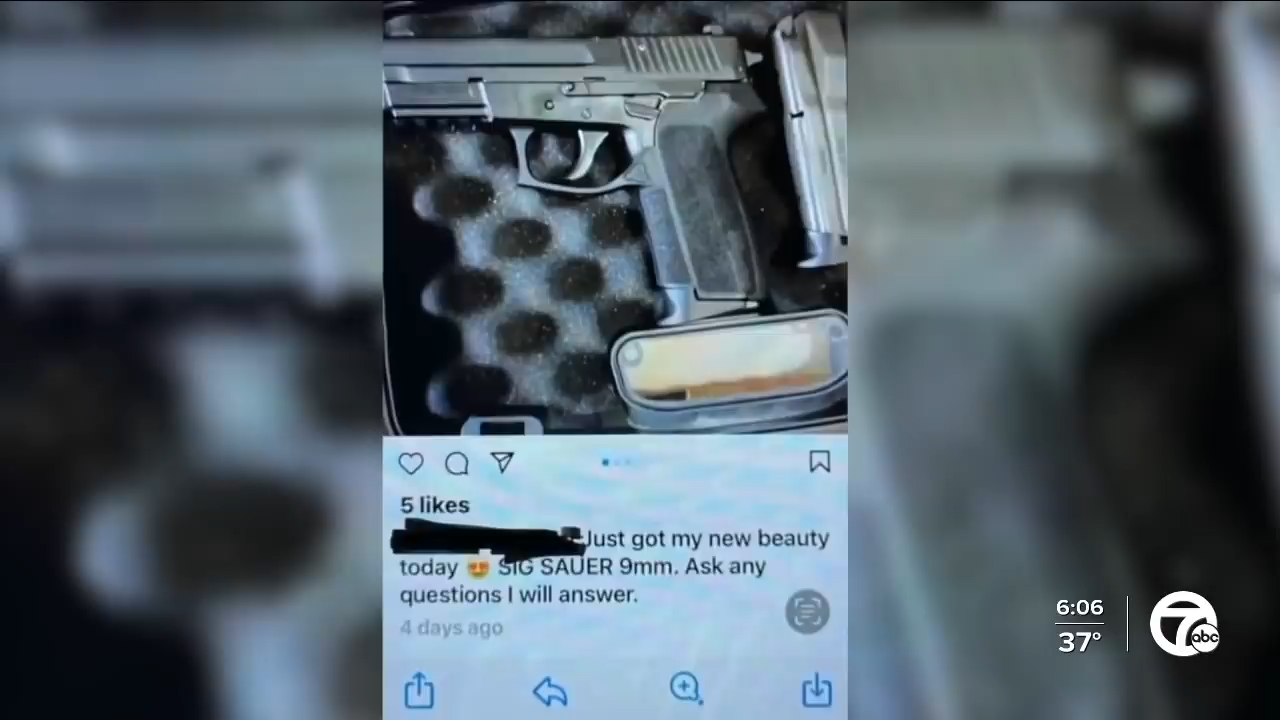 5 likes
Just got my new beauty
today 😍 SIG SAUER 9mm. Ask any
questions I will answer.
4 days ago
6:06
37°
7 abc